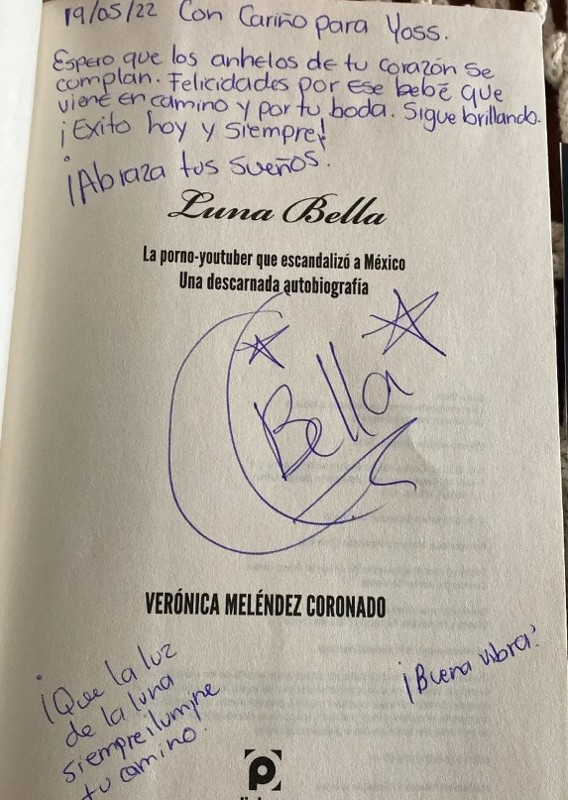 19/05/22 Con Cariño para Yoss.
Espero que los anhelos de tu corazón se
cumplan. Felicidades por ese bebé que
viene en camino y por tu boda. Sigue brillando.
¡Exito hoy y siempre!
¡Abraza tus sueños.
Luna Bella
La porno-youtuber que escandalizó a México
Una descarnada autobiografía
Bella
VERÓNICA MELÉNDEZ CORONADO
¡Que la luz
de la luna
siempre ilumine
tu camino.
¡Buena vibra!
p